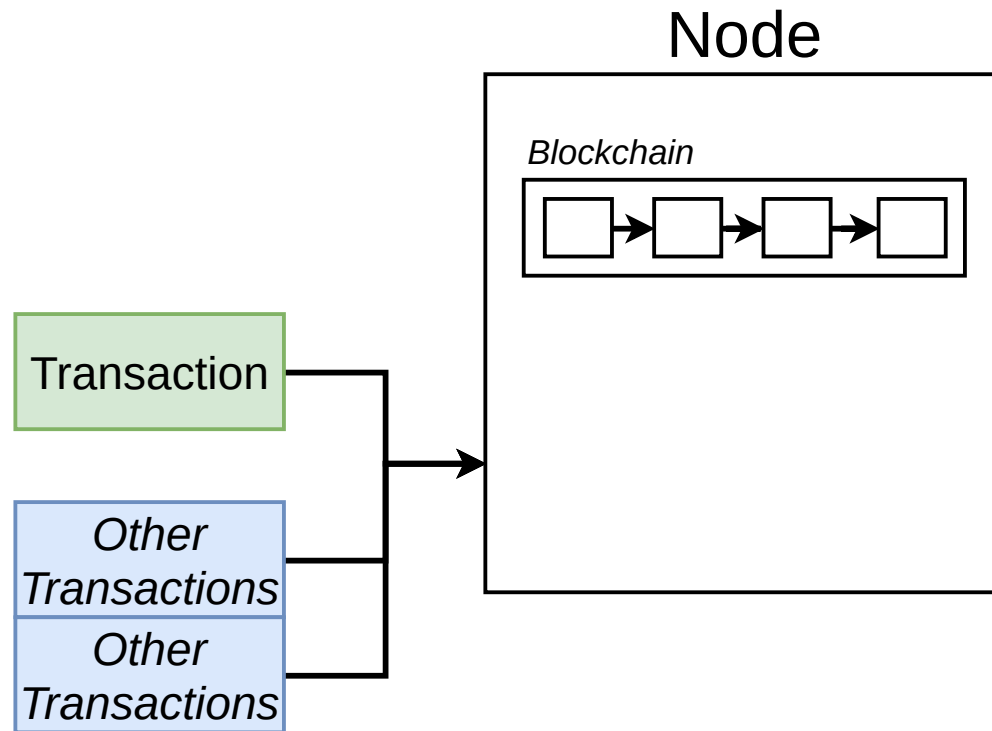 Node
Blockchain
Transaction
Other
Transactions
Other
Transactions